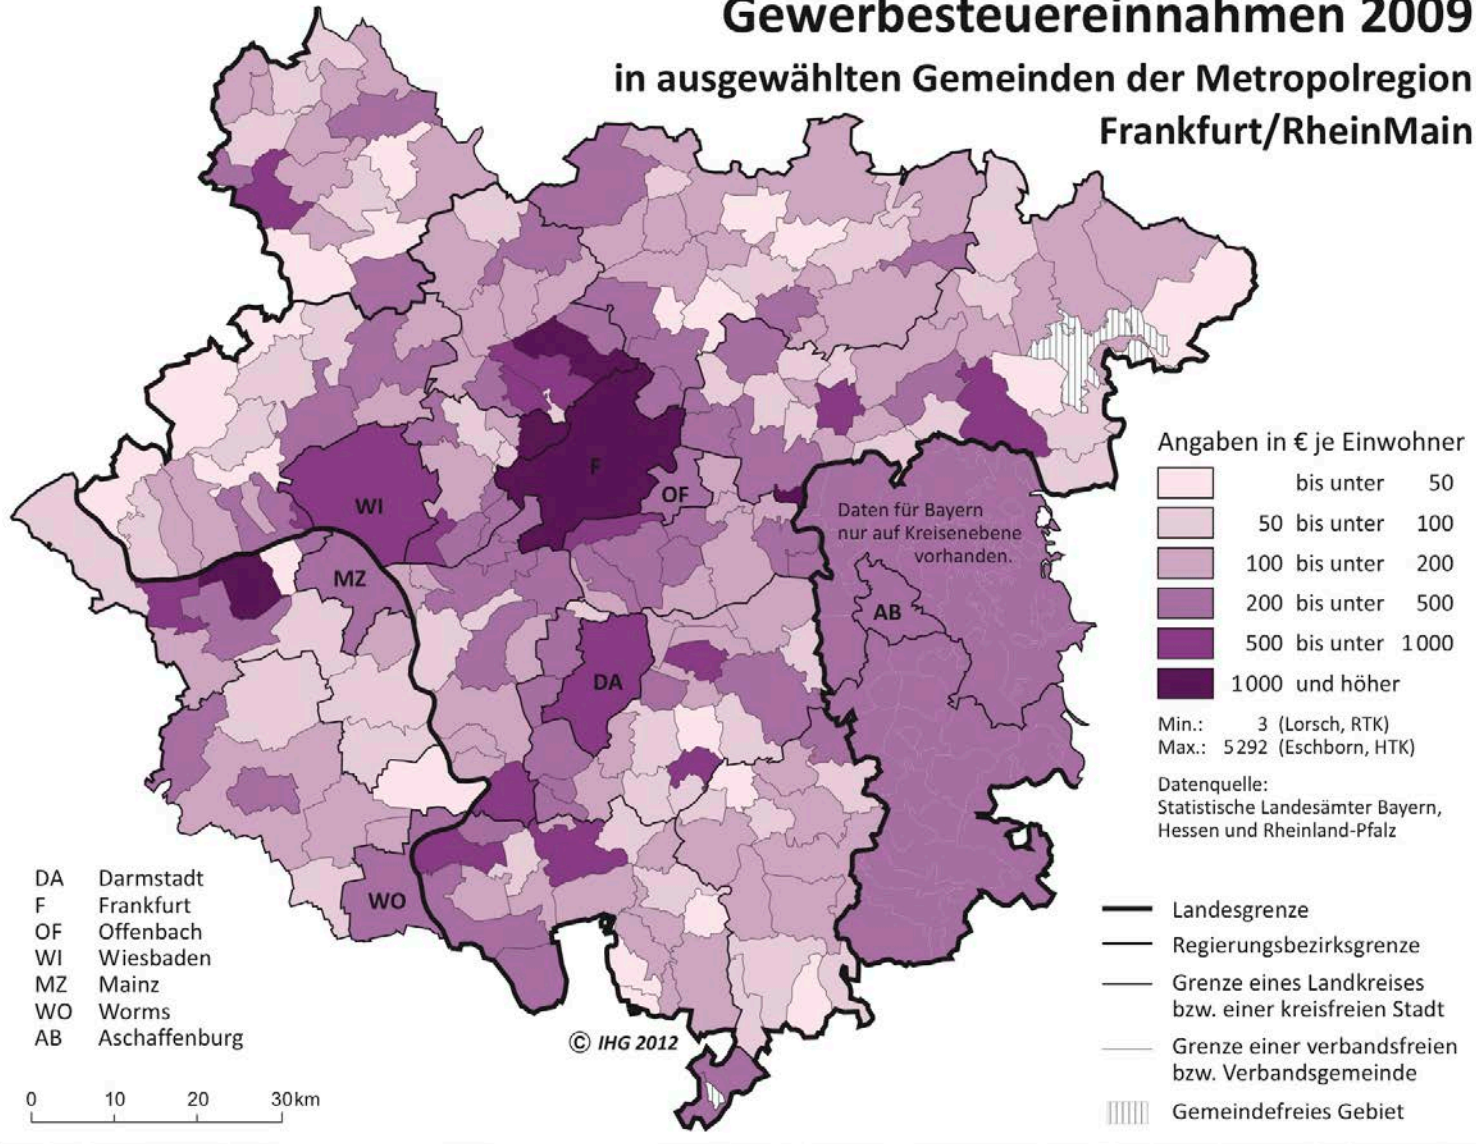 Gewerbesteuereinnahmen 2009
in ausgewählten Gemeinden der Metropolregion
Frankfurt/RheinMain
F
OF
WI
MZ
DA
WO
AB
Daten für Bayern
nur auf Kreisenebene
vorhanden.
Angaben in € je Einwohner
bis unter 50
50 bis unter 100
100 bis unter 200
200 bis unter 500
500 bis unter 1000
1000 und höher
Min.: 3 (Lorsch, RTK)
Max.: 5292 (Eschborn, HTK)
Datenquelle:
Statistische Landesämter Bayern,
Hessen und Rheinland-Pfalz
DA Darmstadt
F Frankfurt
OF Offenbach
WI Wiesbaden
MZ Mainz
WO Worms
AB Aschaffenburg
0 10 20 30 km
© IHG 2012
Landesgrenze
Regierungsbezirksgrenze
Grenze eines Landkreises
bzw. einer kreisfreien Stadt
Grenze einer verbandsfreien
bzw. Verbandsgemeinde
Gemeindefreies Gebiet